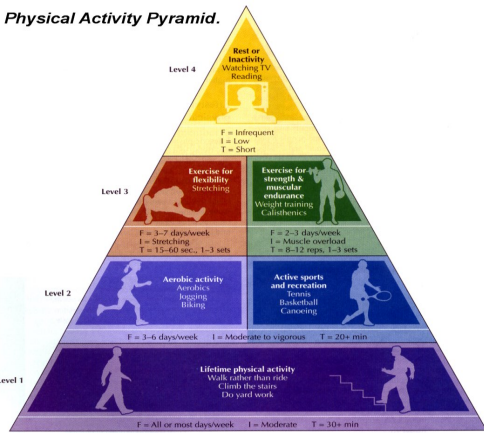 Physical Activity Pyramid.
Level 4
Rest or
Inactivity
Watching TV
Reading
F = Infrequent
I = Low
T = Short
Level 3
Exercise for
flexibility
Stretching
F = 3–7 days/week
I = Stretching
T = 15–60 sec., 1–3 sets
Exercise for
strength &
muscular
endurance
Weight training
Calisthenics
F = 2–3 days/week
I = Muscle overload
T = 8–12 reps, 1–3 sets
Level 2
Aerobic activity
Aerobics
Jogging
Biking
Active sports
and recreation
Tennis
Basketball
Canoeing
F = 3–6 days/week I = Moderate to vigorous T = 20+ min
Level 1
Lifetime physical activity
Walk rather than ride
Climb the stairs
Do yard work
F = All or most days/week I = Moderate T = 30+ min